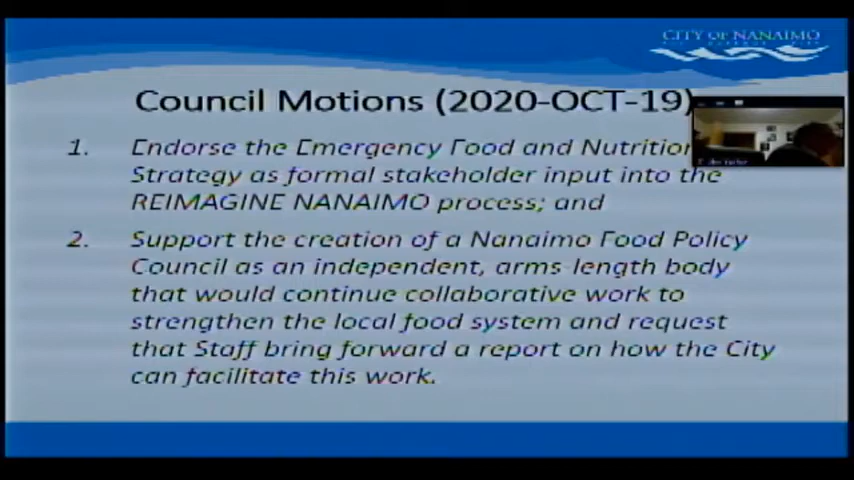 CITY OF NANAIMO
Council Motions (2020-OCT-19)
1. Endorse the Emergency Food and Nutrition
Strategy as formal stakeholder input into the
REIMAGINE NANAIMO process; and
2. Support the creation of a Nanaimo Food Policy
Council as an independent, arms-length body
that would continue collaborative work to
strengthen the local food system and request
that Staff bring forward a report on how the City
can facilitate this work.